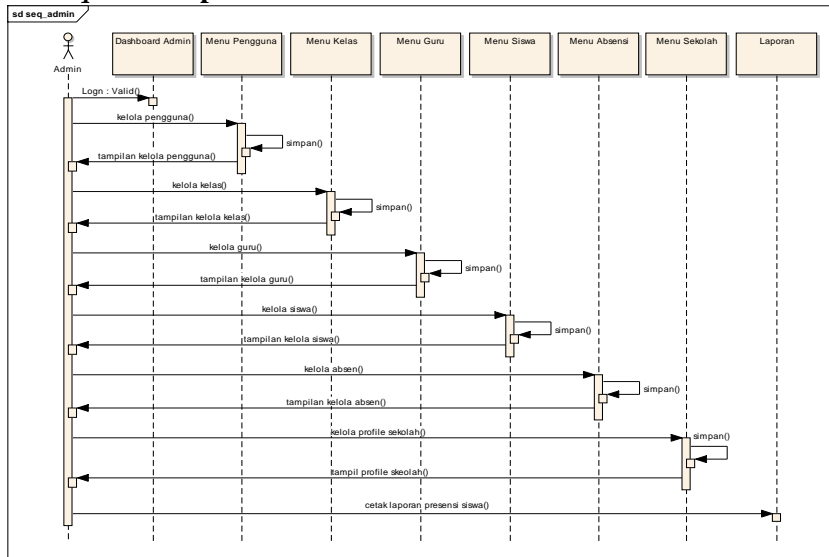 sd seq_admin
Admin
Dashboard Admin
Menu Pengguna
Menu Kelas
Menu Guru
Menu Siswa
Menu Absensi
Menu Sekolah
Laporan
Logn : Valid()
kelola pengguna()
simpan()
tampilan kelola pengguna()
kelola kelas()
simpan()
tampilan kelola kelas()
kelola guru()
simpan()
tampilan kelola guru()
kelola siswa()
simpan()
tampilan kelola siswa()
kelola absen()
simpan()
tampilan kelola absen()
kelola profile sekolah()
simpan()
tampil profile skeolah()
cetak laporan presensi siswa()